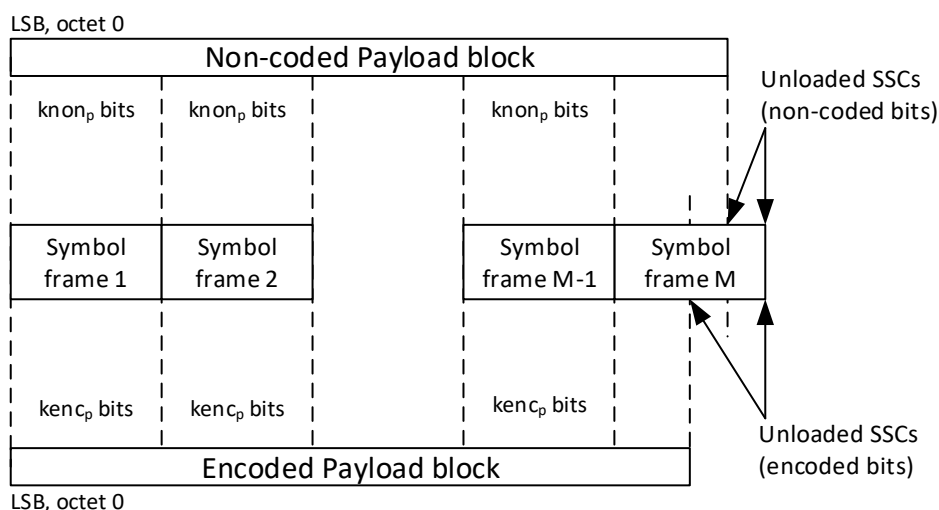 LSB, octet 0
Non-coded Payload block
Unloaded SSCs
(non-coded bits)
knonₚ bits
knonₚ bits
knonₚ bits
Symbol
frame 1
Symbol
frame 2
Symbol
frame M-1
Symbol
frame M
kencₚ bits
kencₚ bits
kencₚ bits
Unloaded SSCs
(encoded bits)
Encoded Payload block
LSB, octet 0